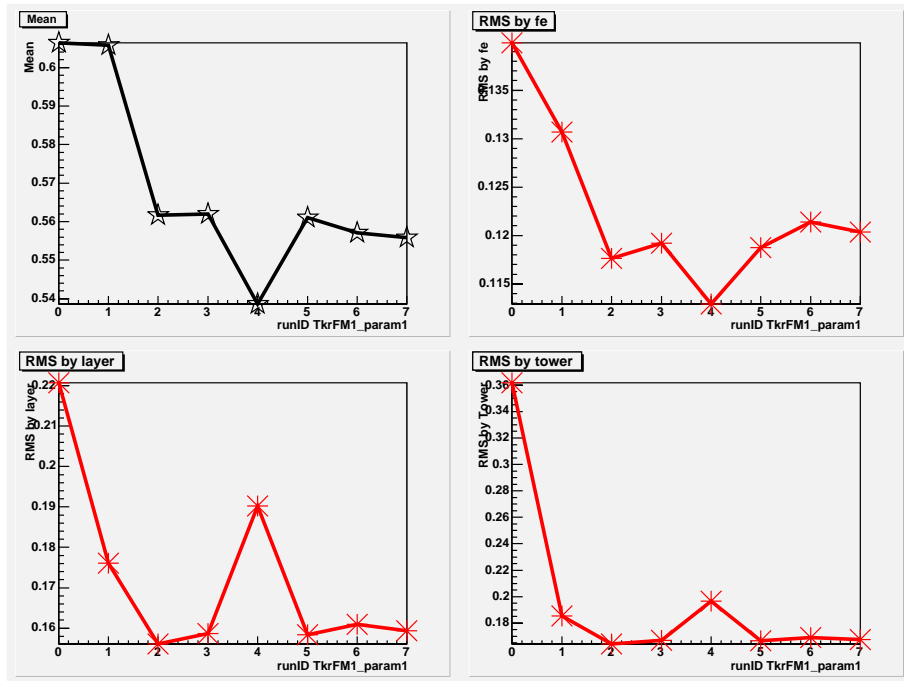 Mean
Mean
0.6
0.59
0.58
0.57
0.56
0.55
0.54
0 1 2 3 4 5 6 7
runID TkrFM1_param1
RMS by fe
RMS by fe
0.135
0.13
0.125
0.12
0.115
0 1 2 3 4 5 6 7
runID TkrFM1_param1
RMS by layer
RMS by layer
0.22
0.21
0.2
0.19
0.18
0.17
0.16
0 1 2 3 4 5 6 7
runID TkrFM1_param1
RMS by tower
RMS by Tower
0.36
0.34
0.32
0.3
0.28
0.26
0.24
0.22
0.2
0.18
0 1 2 3 4 5 6 7
runID TkrFM1_param1